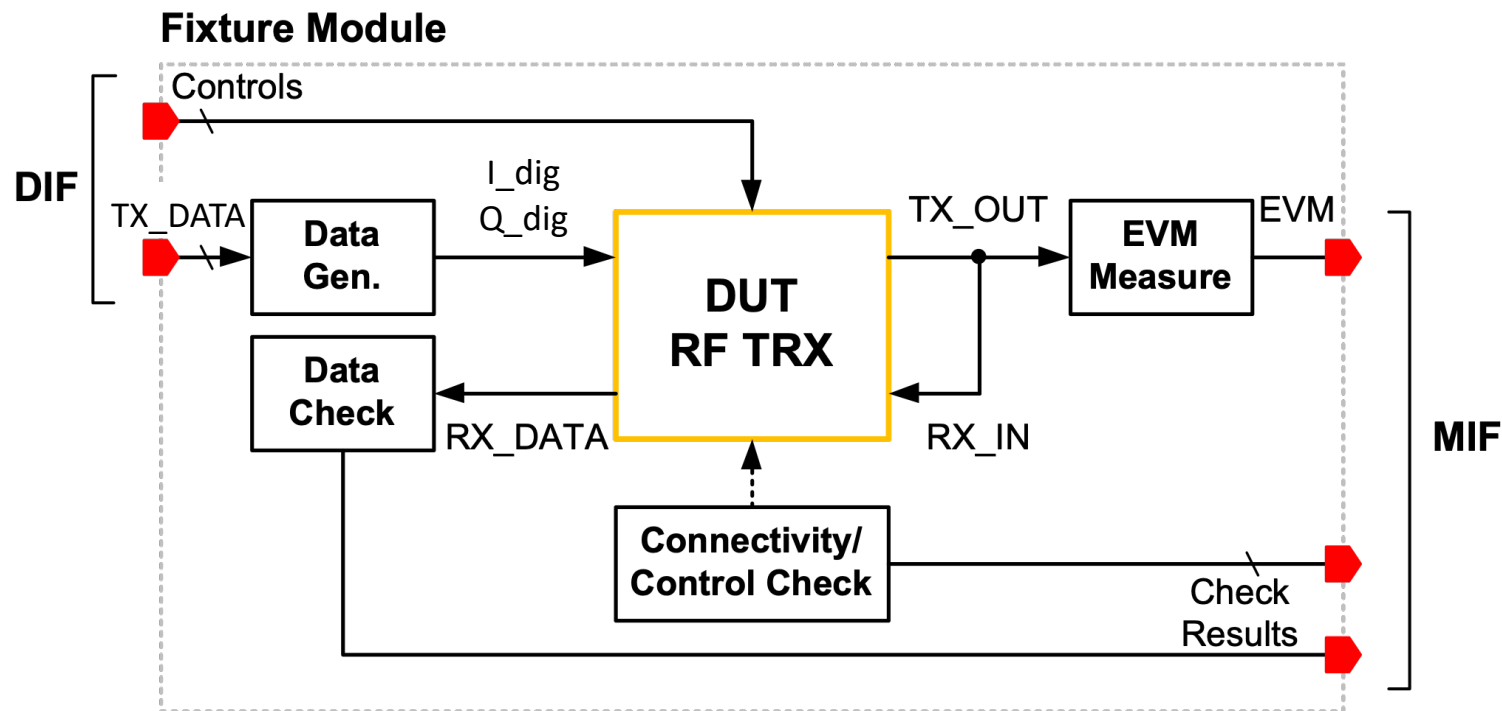 Fixture Module
Controls
DIF
TX_DATA
Data
Gen.
I_dig
Q_dig
DUT
RF TRX
TX_OUT
EVM
Measure
EVM
Data
Check
RX_DATA
RX_IN
MIF
Connectivity/
Control Check
Check
Results